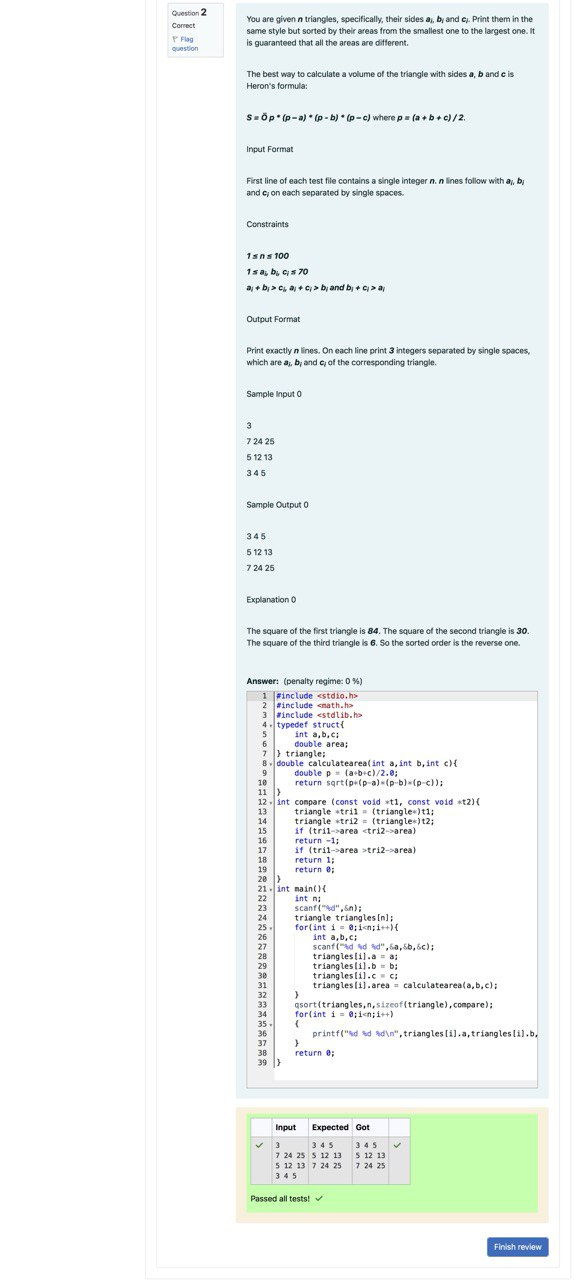 Question 2
Correct
Flag question
You are given n triangles, specifically, their sides ai, bi and ci. Print them in the
same style but sorted by their areas from the smallest one to the largest one. It
is guaranteed that all the areas are different.
The best way to calculate a volume of the triangle with sides a, b and c is
Heron's formula:
S = Ö p * (p – a) * (p - b) * (p – c) where p = (a + b + c) / 2.
Input Format
First line of each test file contains a single integer n. n lines follow with ai, bi
and ci on each separated by single spaces.
Constraints
1 ≤ n ≤ 100
1 ≤ ai, bi, ci ≤ 70
ai + bi > ci, ai + ci > bi and bi + ci > ai
Output Format
Print exactly n lines. On each line print 3 integers separated by single spaces,
which are ai, bi and ci of the corresponding triangle.
Sample Input 0
3
7 24 25
5 12 13
3 4 5
Sample Output 0
3 4 5
5 12 13
7 24 25
Explanation 0
The square of the first triangle is 84. The square of the second triangle is 30.
The square of the third triangle is 6. So the sorted order is the reverse one.
Answer: (penalty regime: 0 %)
1 #include <stdio.h>
2 #include <math.h>
3 #include <stdlib.h>
4 typedef struct{
5 int a,b,c;
6 double area;
7 } triangle;
8 double calculatearea(int a,int b,int c){
9 double p = (a+b+c)/2.0;
10 return sqrt(p*(p-a)*(p-b)*(p-c));
11 }
12 int compare (const void *t1, const void *t2){
13 triangle *tri1 = (triangle*)t1;
14 triangle *tri2 = (triangle*)t2;
15 if (tri1->area <tri2->area)
16 return -1;
17 if (tri1->area >tri2->area)
18 return 1;
19 return 0;
20 }
21 int main(){
22 int n;
23 scanf("%d",&n);
24 triangle triangles[n];
25 for(int i = 0;i<n;i++){
26 int a,b,c;
27 scanf("%d %d %d",&a,&b,&c);
28 triangles[i].a = a;
29 triangles[i].b = b;
30 triangles[i].c = c;
31 triangles[i].area = calculatearea(a,b,c);
32 }
33 qsort(triangles,n,sizeof(triangle),compare);
34 for(int i = 0;i<n;i++)
35 {
36 printf("%d %d %d\n",triangles[i].a,triangles[i].b,
37 }
38 return 0;
39 }
Input Expected Got
3 3 4 5 3 4 5
7 24 25 5 12 13 5 12 13
5 12 13 7 24 25 7 24 25
3 4 5
Passed all tests!
Finish review